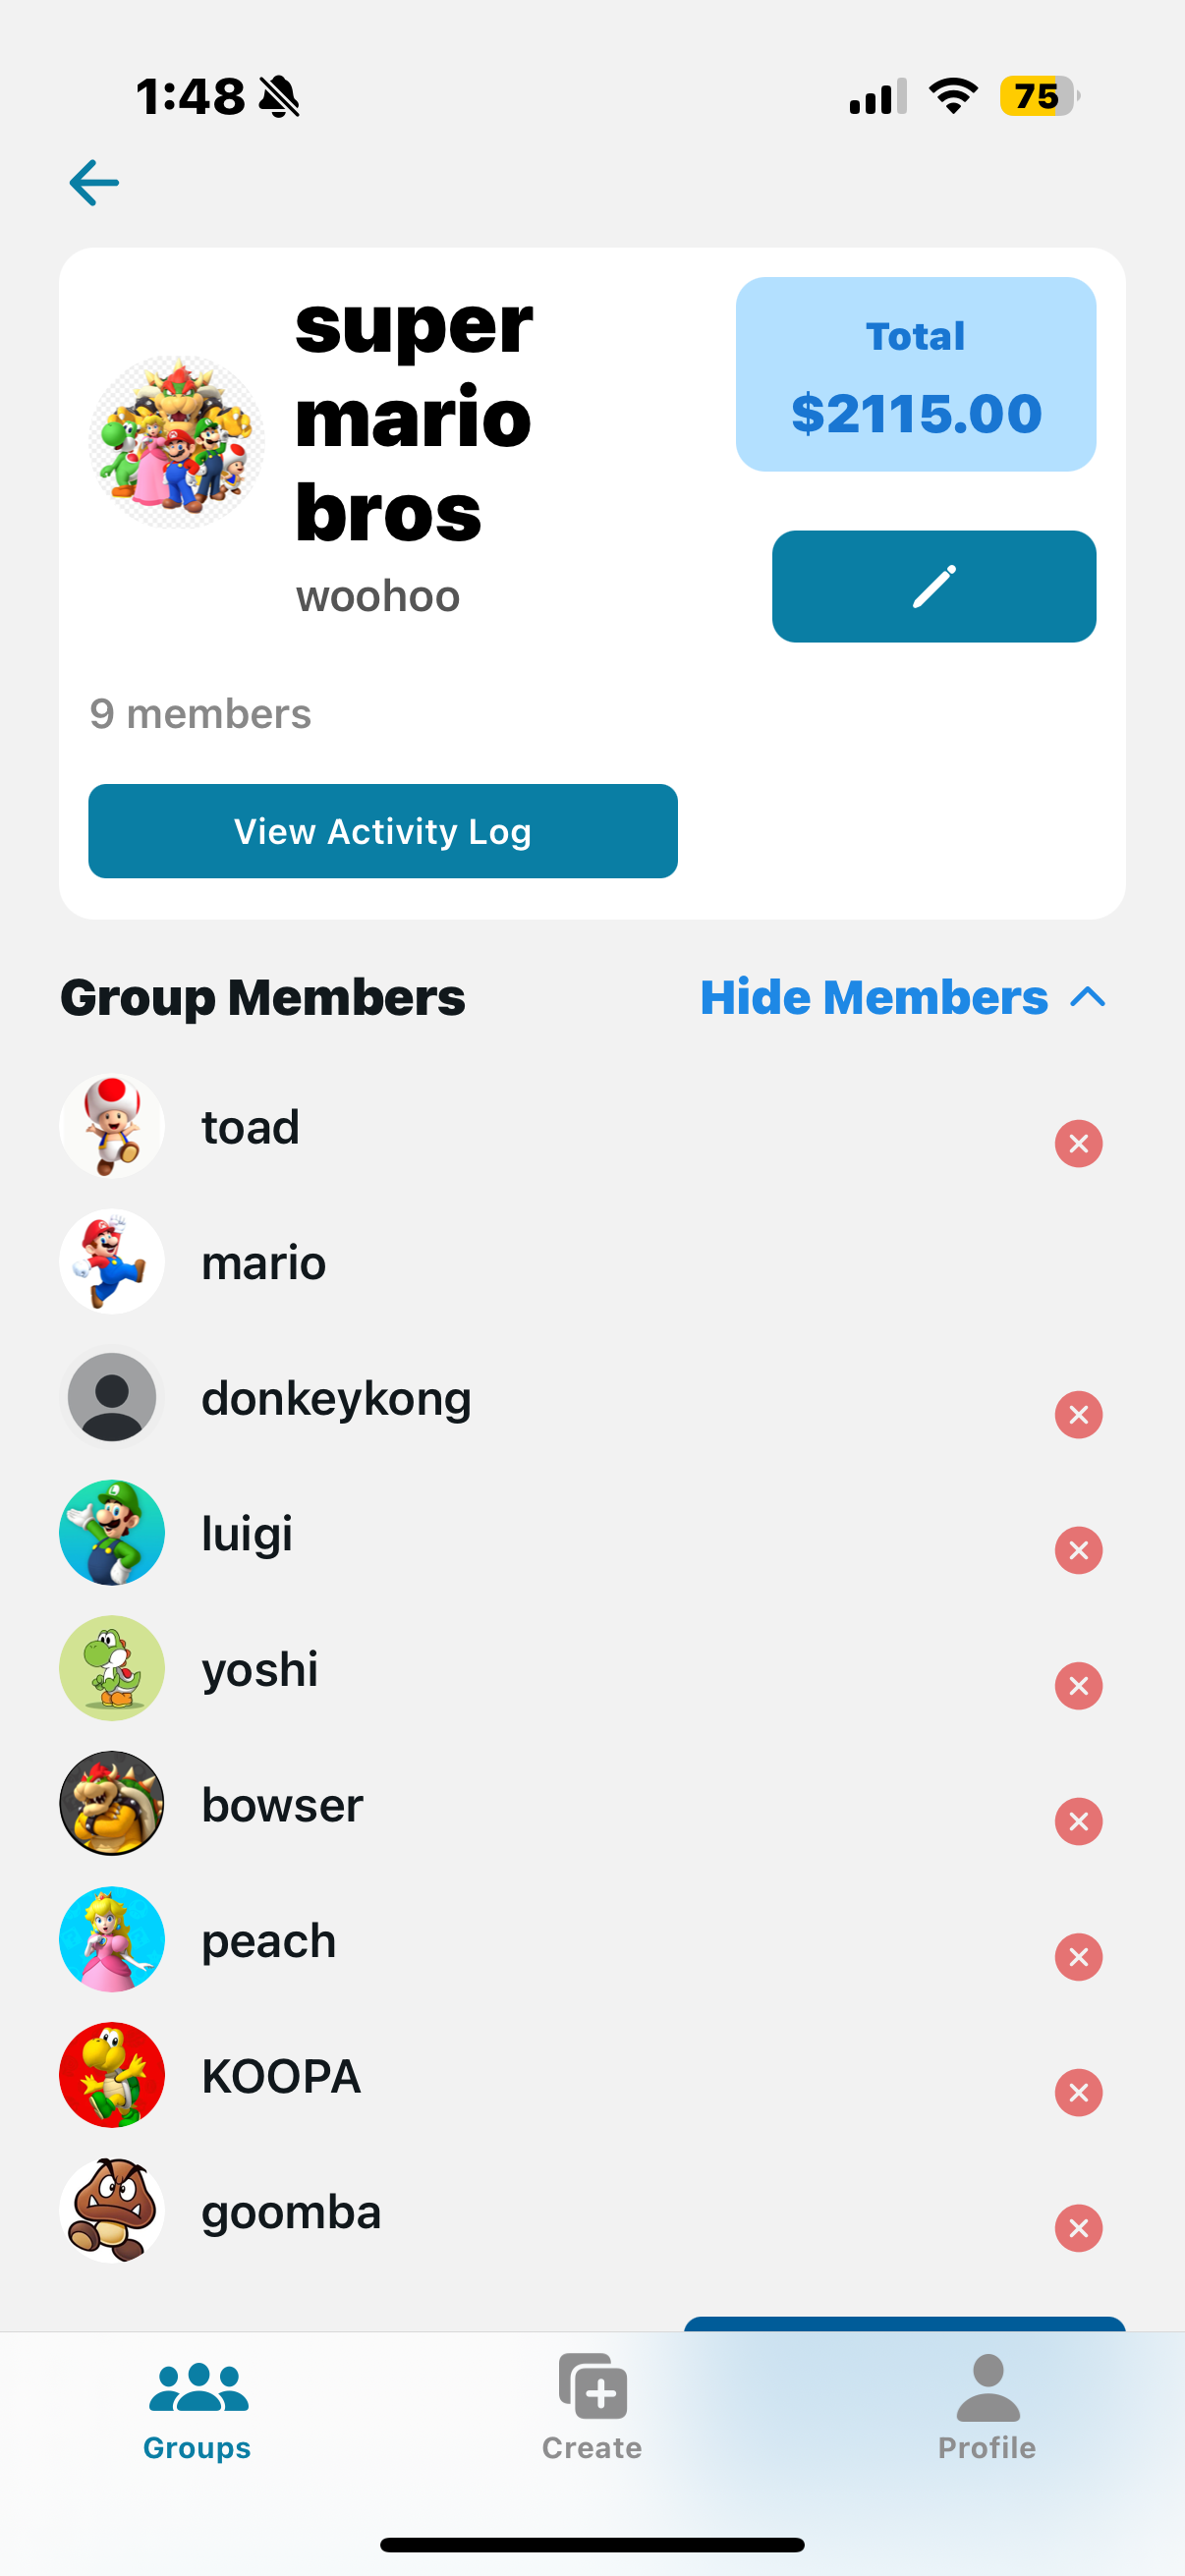 1:48
75
super
mario
bros
woohoo
Total
$2115.00
9 members
View Activity Log
Group Members
Hide Members
toad
mario
donkeykong
luigi
yoshi
bowser
peach
KOOPA
goomba
Groups
Create
Profile